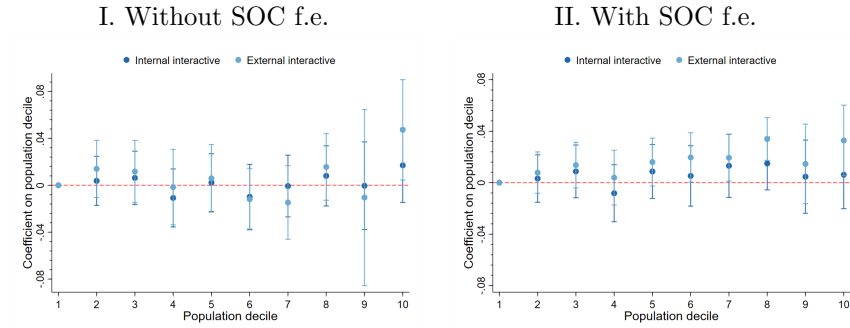 I. Without SOC f.e.
Internal interactive External interactive
Coefficient on population decile
.08
.04
0
-.04
-.08
1 2 3 4 5 6 7 8 9 10
Population decile
II. With SOC f.e.
Internal interactive External interactive
Coefficient on population decile
.08
.04
0
-.04
-.08
1 2 3 4 5 6 7 8 9 10
Population decile